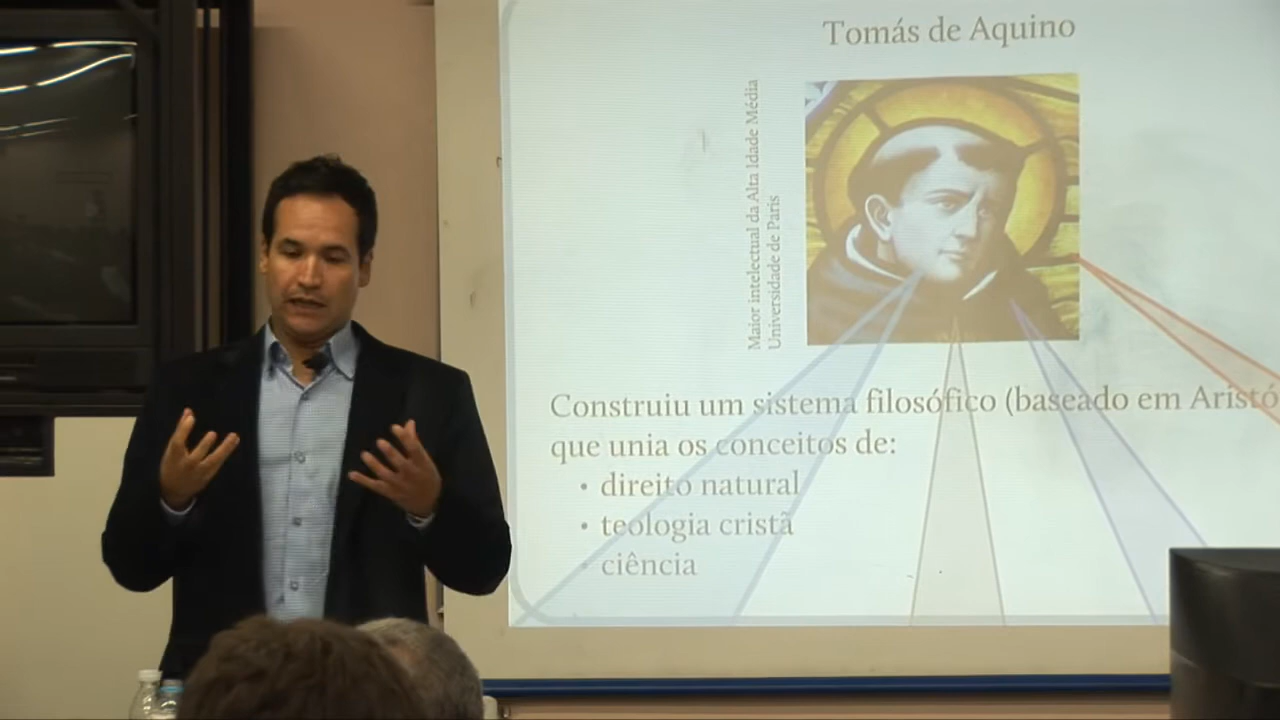 Tomás de Aquino
Maior intelectual da Alta Idade Média
Universidade de Paris
Construiu um sistema filosófico (baseado em Aristó
que unia os conceitos de:
• direito natural
• teologia cristã
• ciência